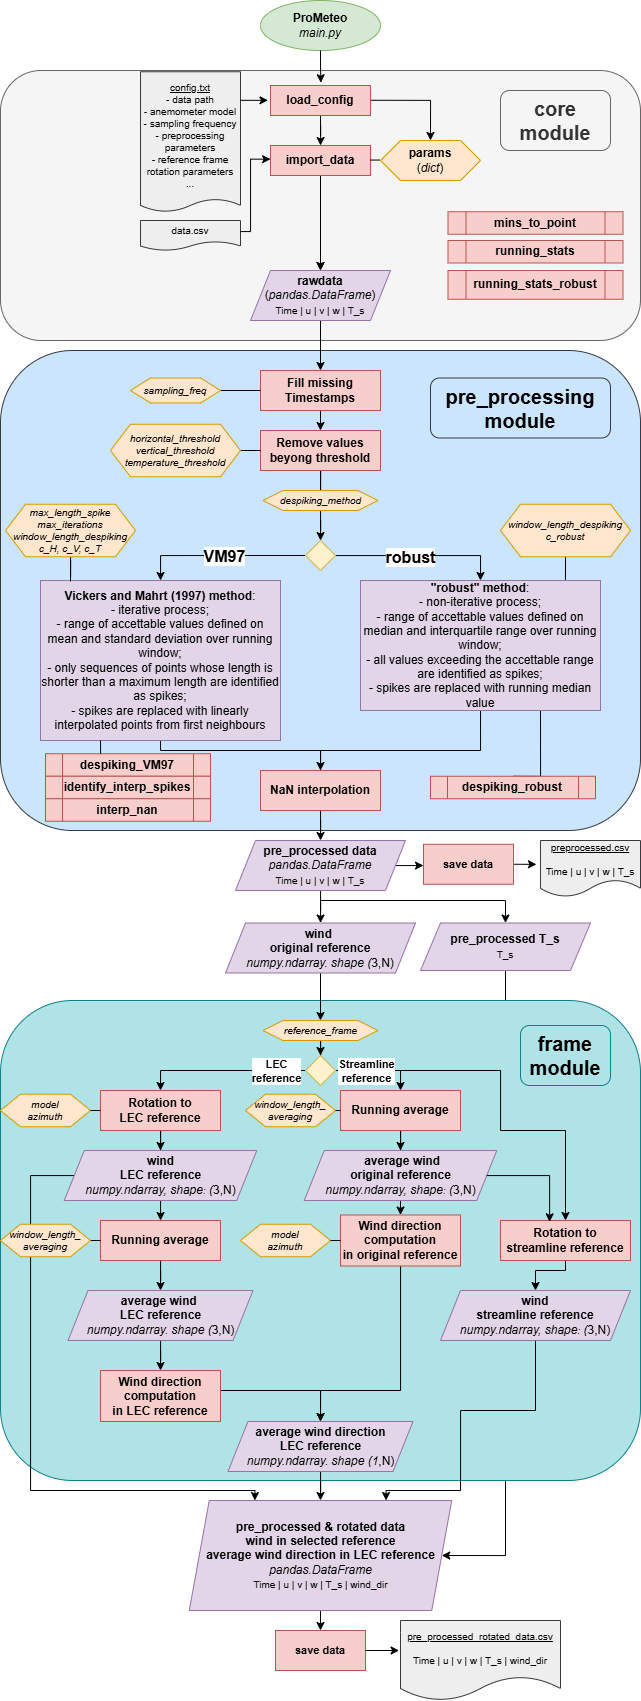 ProMeteo
main.py
config.txt
- data path
- anemometer model
- sampling frequency
- preprocessing
parameters
- reference frame
rotation parameters
...
load_config
core
module
import_data
params
(dict)
data.csv
mins_to_point
running_stats
running_stats_robust
rawdata
(pandas.DataFrame)
Time | u | v | w | T_s
pre_processing
module
sampling_freq
Fill missing
Timestamps
horizontal_threshold
vertical_threshold
temperature_threshold
Remove values
beyong threshold
despiking_method
max_length_spike
max_iterations
window_length_despiking
c_H, c_V, c_T
window_length_despiking
c_robust
VM97
robust
Vickers and Mahrt (1997) method:
- iterative process;
- range of accettable values defined on
mean and standard deviation over running
window;
- only sequences of points whose length is
shorter than a maximum length are identified
as spikes;
- spikes are replaced with linearly
interpolated points from first neighbours
"robust" method:
- non-iterative process;
- range of accettable values defined on
median and interquartile range over running
window;
- all values exceeding the accettable range
are identified as spikes;
- spikes are replaced with running median
value
despiking_VM97
identify_interp_spikes
interp_nan
NaN interpolation
despiking_robust
pre_processed data
pandas.DataFrame
Time | u | v | w | T_s
save data
preprocessed.csv
Time | u | v | w | T_s
wind
original reference
numpy.ndarray. shape (3,N)
pre_processed T_s
T_s
reference_frame
frame
module
LEC
reference
Streamline
reference
model
azimuth
Rotation to
LEC reference
window_length_
averaging
Running average
wind
LEC reference
numpy.ndarray, shape: (3,N)
average wind
original reference
numpy.ndarray, shape: (3,N)
window_length_
averaging
Running average
model
azimuth
Wind direction
computation
in original reference
Rotation to
streamline reference
average wind
LEC reference
numpy.ndarray. shape (3,N)
wind
streamline reference
numpy.ndarray, shape: (3,N)
Wind direction
computation
in LEC reference
average wind direction
LEC reference
numpy.ndarray. shape (1,N)
pre_processed & rotated data
wind in selected reference
average wind direction in LEC reference
pandas.DataFrame
Time | u | v | w | T_s | wind_dir
save data
pre_processed_rotated_data.csv
Time | u | v | w | T_s | wind_dir